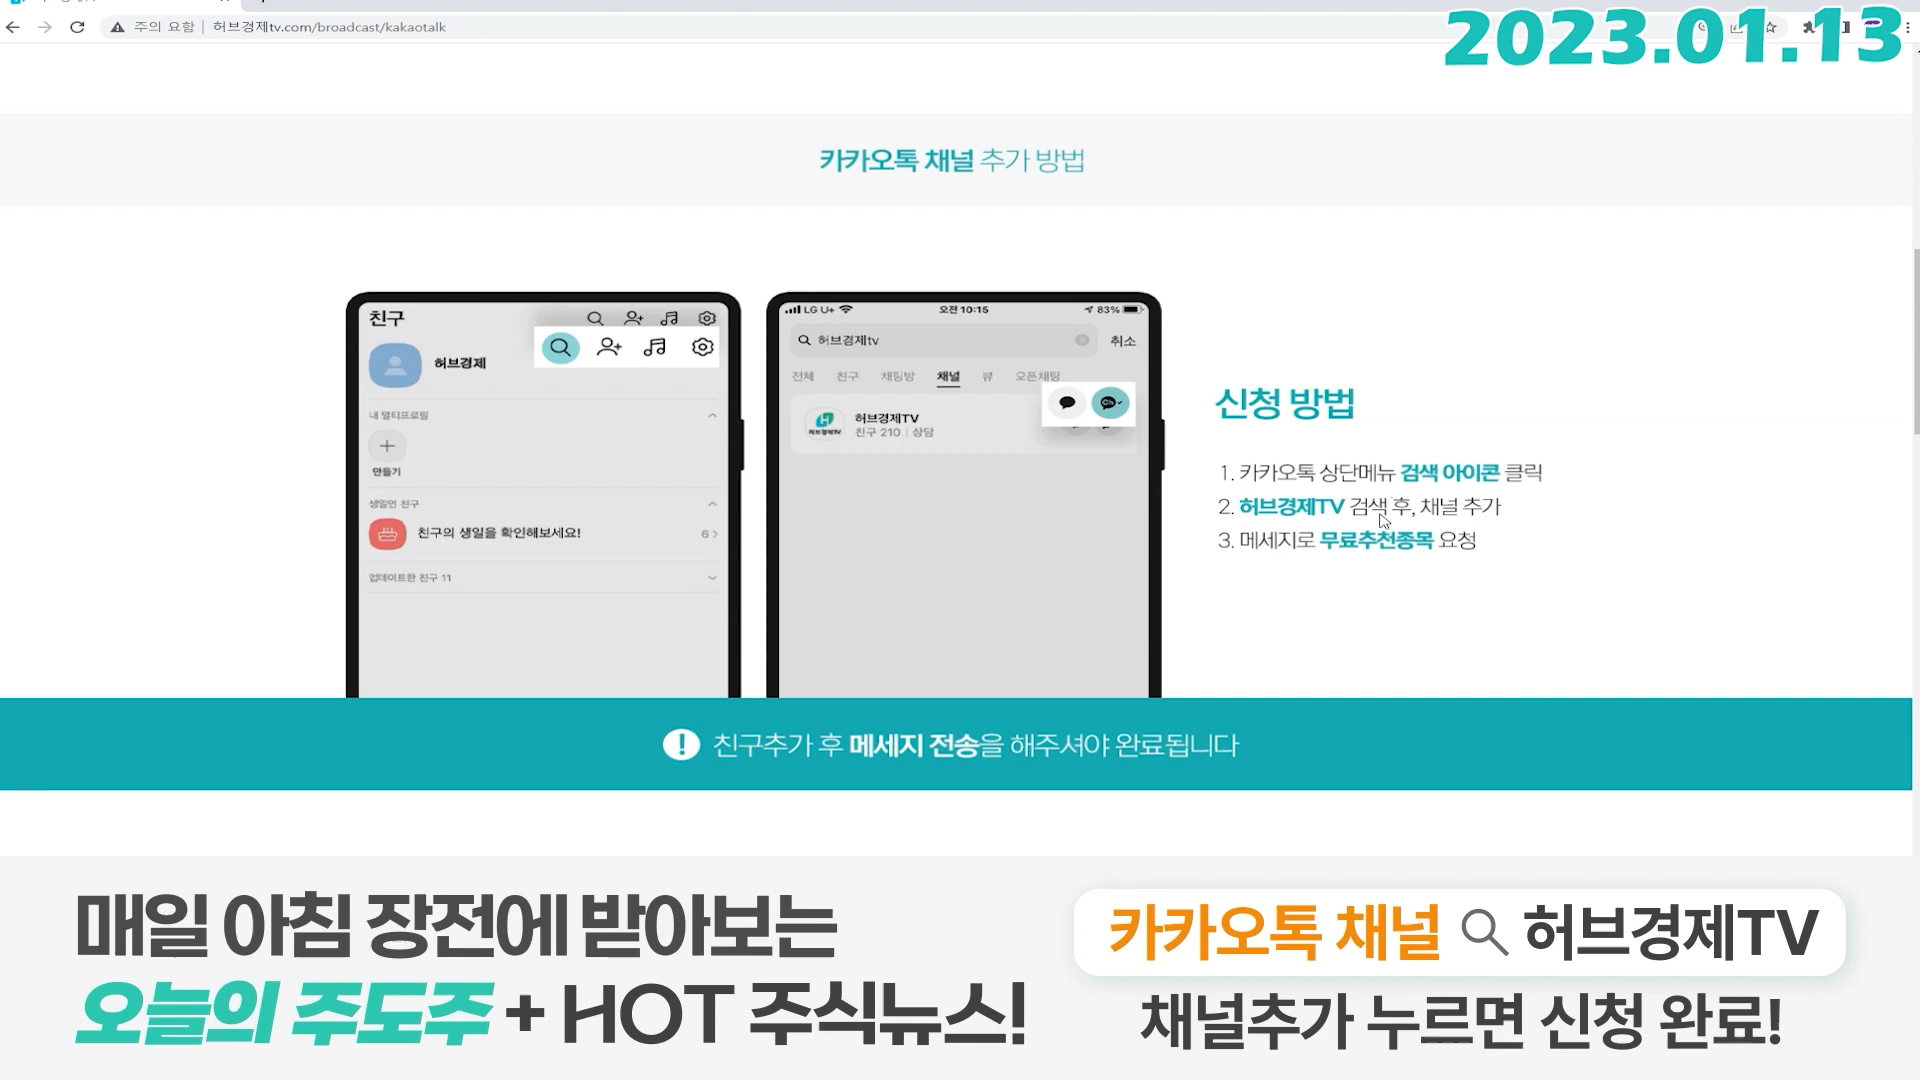 주의 요함 | 허브경제tv.com/broadcast/kakaotalk
2023.01.13
카카오톡 채널 추가 방법
친구
허브경제
내 멀티프로필
만들기
생일인 친구
친구의 생일을 확인해보세요!
6
업데이트한 친구 11
LG U+
오전 10:15
83%
허브경제tv
취소
전체 친구 채팅방 채널 뷰 오픈채팅
허브경제TV
허브경제TV
친구 210 | 상담
Ch
신청 방법
1. 카카오톡 상단메뉴 검색 아이콘 클릭
2. 허브경제TV 검색 후, 채널 추가
3. 메세지로 무료추천종목 요청
친구추가 후 메세지 전송을 해주셔야 완료됩니다
매일 아침 장전에 받아보는
오늘의 주도주 + HOT 주식뉴스!
카카오톡 채널 허브경제TV
채널추가 누르면 신청 완료!